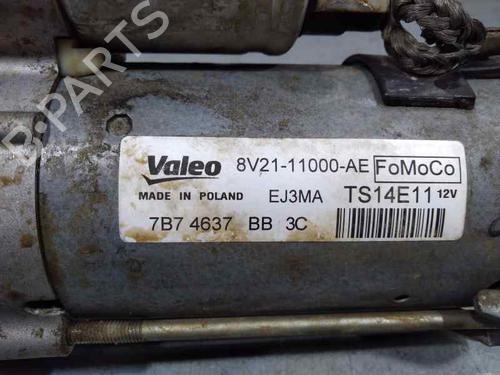 B-PARTS
Valeo 8V21-11000-AE FoMoCo
MADE IN POLAND EJ3MA TS14E11 12V
7B7 4637 BB 3C